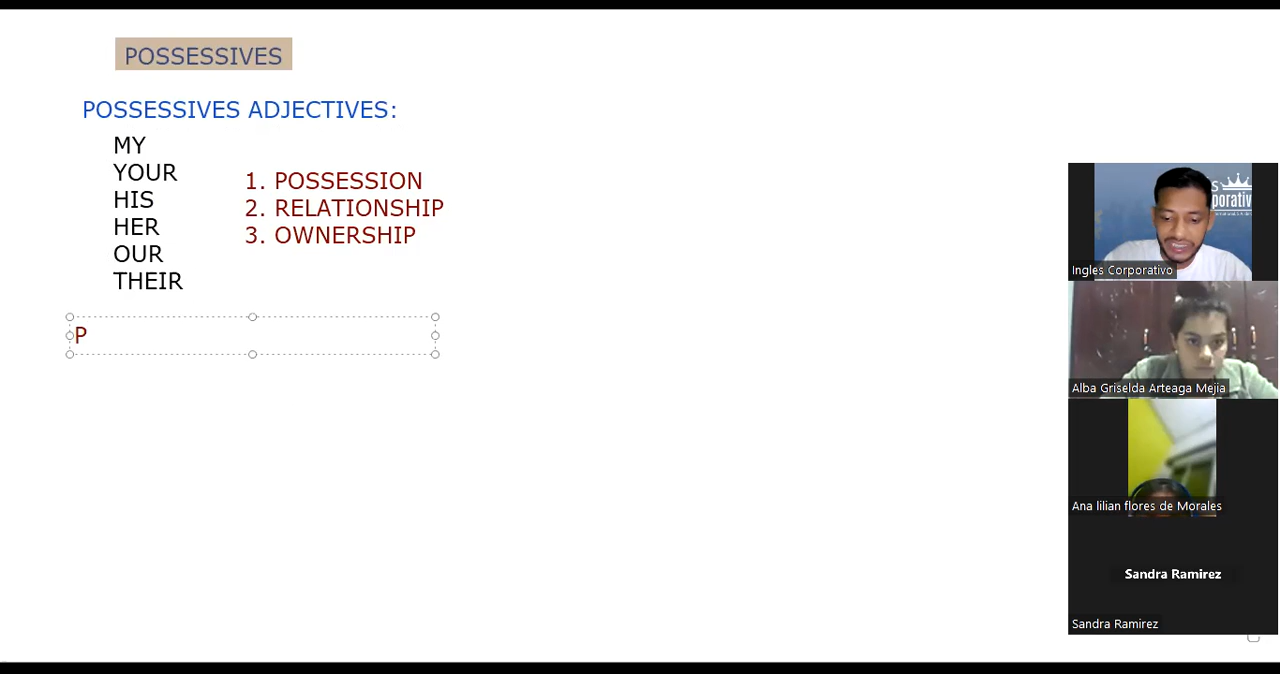 POSSESSIVES
POSSESSIVES ADJECTIVES:
MY
YOUR
HIS
HER
OUR
THEIR
1. POSSESSION
2. RELATIONSHIP
3. OWNERSHIP
P
Ingles Corporativo
Alba Griselda Arteaga Mejia
Ana lilian flores de Morales
Sandra Ramirez
Sandra Ramirez